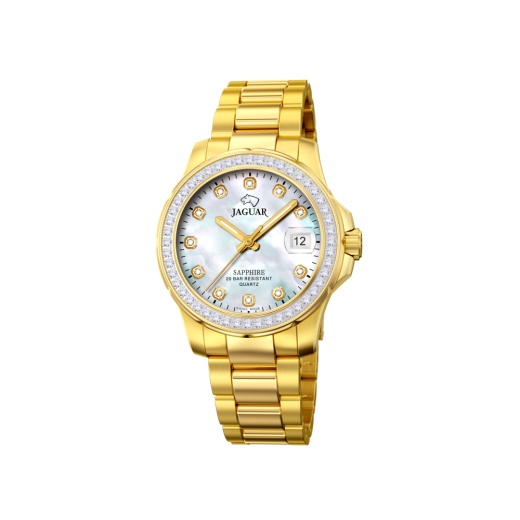 JAGUAR
12
SAPPHIRE
20 BAR RESISTANT
QUARTZ